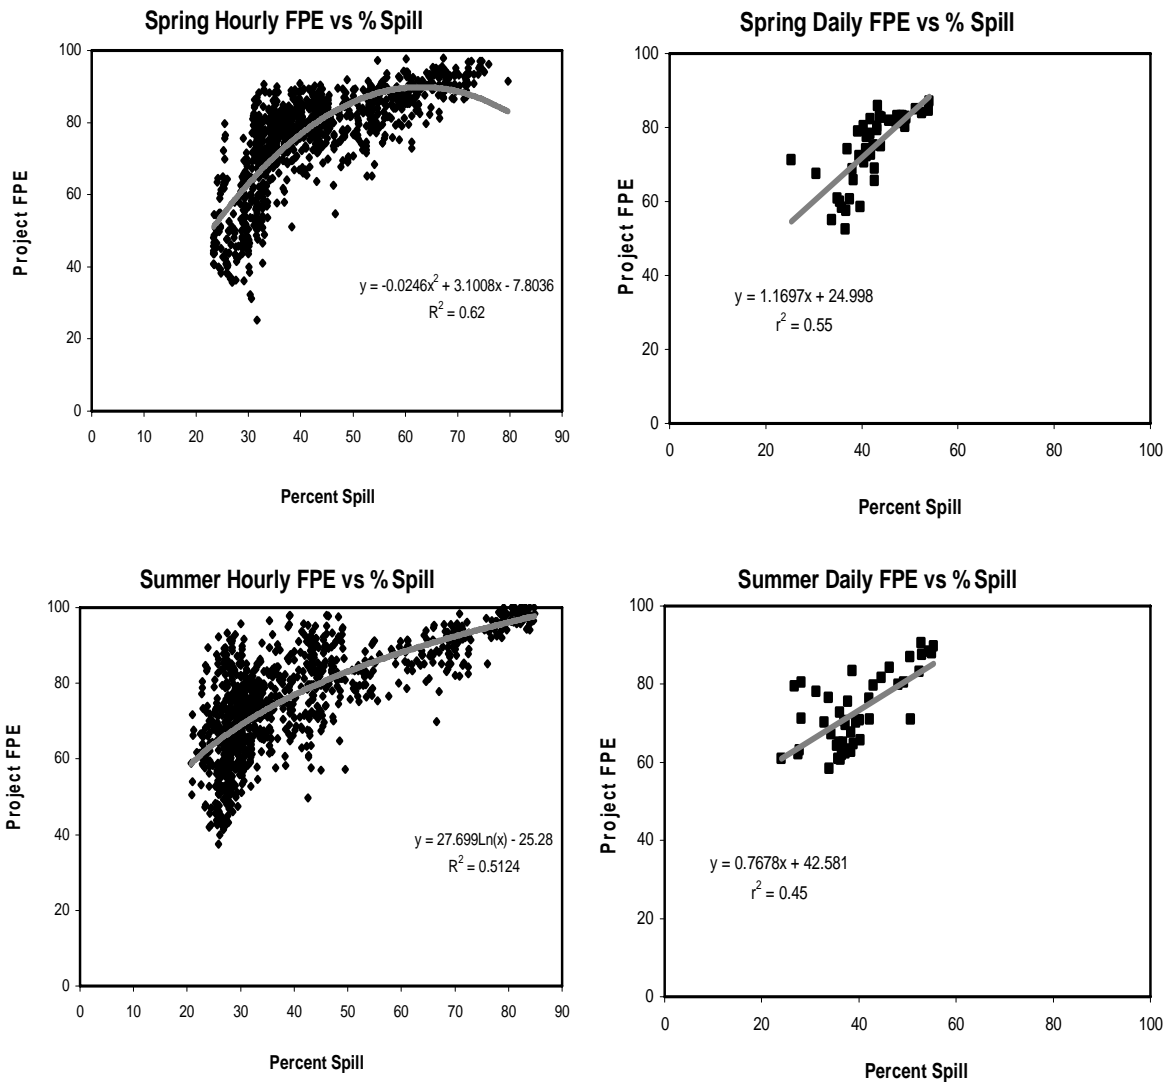 Spring Hourly FPE vs % Spill
100
80
60
40
20
0
Project FPE
y = -0.0246x² + 3.1008x - 7.8036
R² = 0.62
0 10 20 30 40 50 60 70 80 90
Percent Spill
Spring Daily FPE vs % Spill
100
80
60
40
20
0
Project FPE
y = 1.1697x + 24.998
r² = 0.55
0 20 40 60 80 100
Percent Spill
Summer Hourly FPE vs % Spill
100
80
60
40
20
0
Project FPE
y = 27.699Ln(x) - 25.28
R² = 0.5124
0 10 20 30 40 50 60 70 80 90
Percent Spill
Summer Daily FPE vs % Spill
100
80
60
40
20
0
Project FPE
y = 0.7678x + 42.581
r² = 0.45
0 20 40 60 80 100
Percent Spill